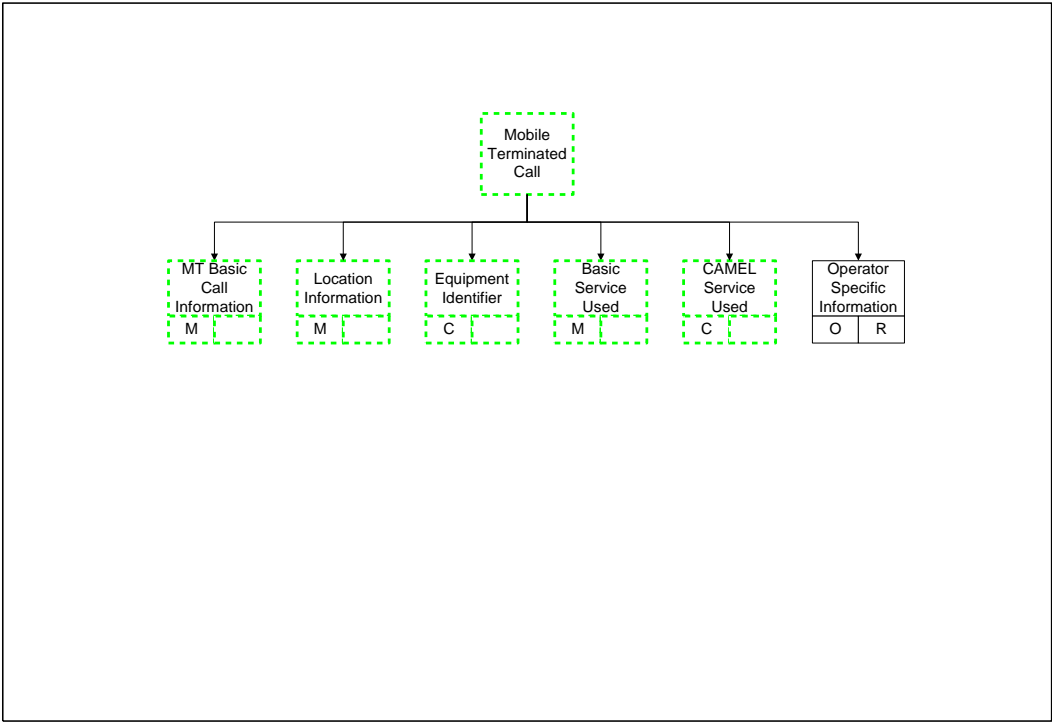 Mobile
Terminated
Call
MT Basic
Call
Information
M
Location
Information
M
Equipment
Identifier
C
Basic
Service
Used
M
CAMEL
Service
Used
C
Operator
Specific
Information
O R